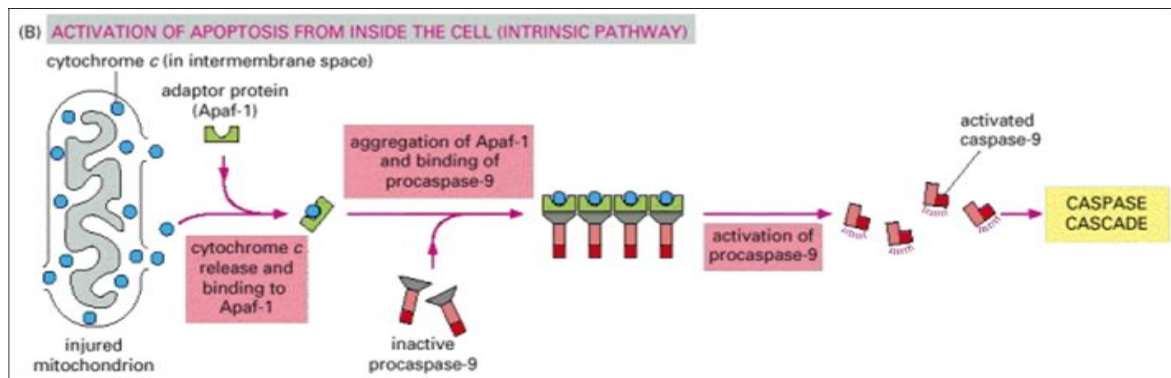 (B) ACTIVATION OF APOPTOSIS FROM INSIDE THE CELL (INTRINSIC PATHWAY)
cytochrome c (in intermembrane space)
adaptor protein
(Apaf-1)
aggregation of Apaf-1
and binding of
procaspase-9
activated
caspase-9
cytochrome c
release and
binding to
Apaf-1
activation of
procaspase-9
CASPASE
CASCADE
injured
mitochondrion
inactive
procaspase-9